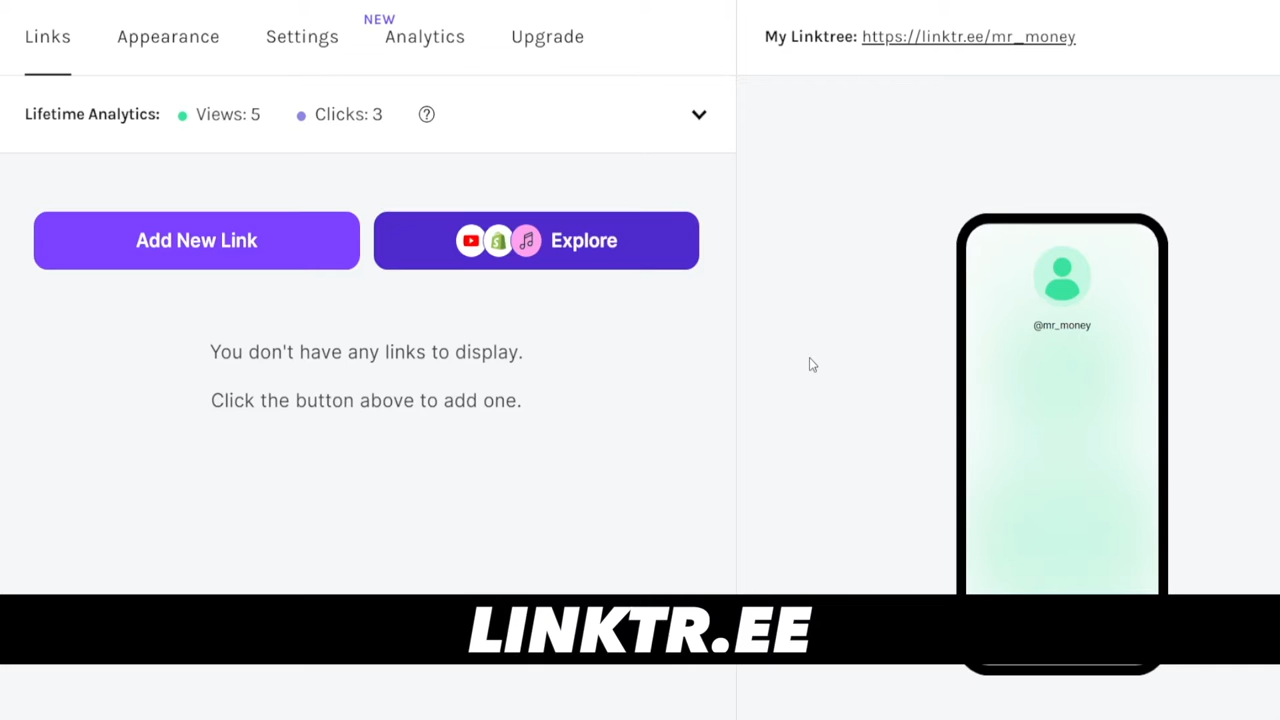 NEW
Links Appearance Settings Analytics Upgrade
My Linktree: https://linktr.ee/mr_money
Lifetime Analytics: Views: 5 Clicks: 3 ?
Add New Link
Explore
You don't have any links to display.
Click the button above to add one.
@mr_money
LINKTR.EE